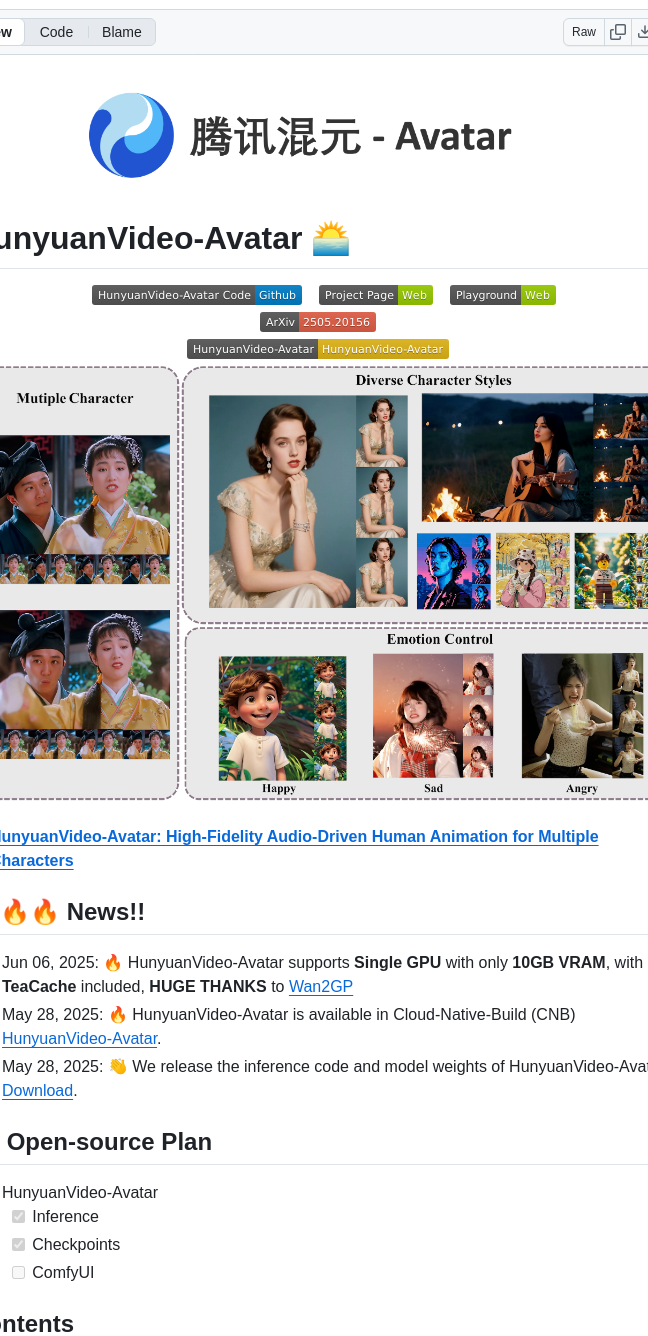 ew Code Blame Raw
腾讯混元 - Avatar
unyuanVideo-Avatar 🌅
HunyuanVideo-Avatar Code Github Project Page Web Playground Web
ArXiv 2505.20156
HunyuanVideo-Avatar HunyuanVideo-Avatar
Mutiple Character
Diverse Character Styles
Emotion Control
Happy Sad Angry
HunyuanVideo-Avatar: High-Fidelity Audio-Driven Human Animation for Multiple
Characters
🔥🔥 News!!
Jun 06, 2025: 🔥 HunyuanVideo-Avatar supports Single GPU with only 10GB VRAM, with
TeaCache included, HUGE THANKS to Wan2GP
May 28, 2025: 🔥 HunyuanVideo-Avatar is available in Cloud-Native-Build (CNB)
HunyuanVideo-Avatar.
May 28, 2025: 👋 We release the inference code and model weights of HunyuanVideo-Avat
Download.
Open-source Plan
HunyuanVideo-Avatar
Inference
Checkpoints
ComfyUI
ontents